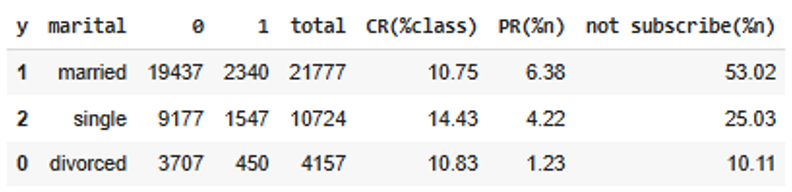 y marital 0 1 total CR(%class) PR(%n) not subscribe(%n)
1 married 19437 2340 21777 10.75 6.38 53.02
2 single 9177 1547 10724 14.43 4.22 25.03
0 divorced 3707 450 4157 10.83 1.23 10.11